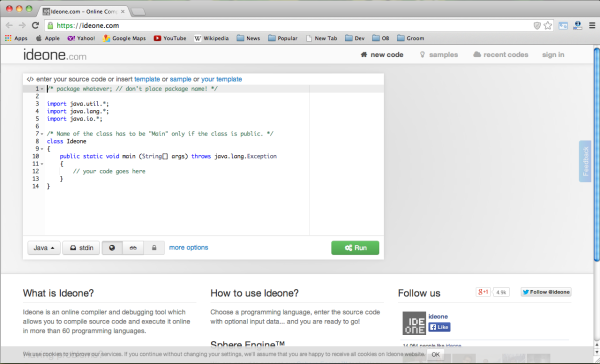 ideone.com - Online Com
https://ideone.com
Apps Apple Yahoo! Google Maps YouTube Wikipedia News Popular New Tab Dev OB Groom
ideone.com
new code samples recent codes sign in
</> enter your source code or insert template or sample or your template
1 /* package whatever; // don't place package name! */
2
3 import java.util.*;
4 import java.lang.*;
5 import java.io.*;
6
7 /* Name of the class has to be "Main" only if the class is public. */
8 class Ideone
9 {
10 public static void main (String[] args) throws java.lang.Exception
11 {
12 // your code goes here
13 }
14 }
Feedback
Java stdin more options Run
What is Ideone? How to use Ideone? Follow us
g+1 4.9k Follow @ideone
Ideone is an online compiler and debugging tool which allows you to compile source code and execute it online in more than 60 programming languages.
Choose a programming language, enter the source code with optional input data... and you are ready to go!
ideone
Like
Sphere Engine™
people like ideone
We use cookies to improve our services. If you continue without changing your settings, we'll assume that you are happy to receive all cookies on Ideone website. OK